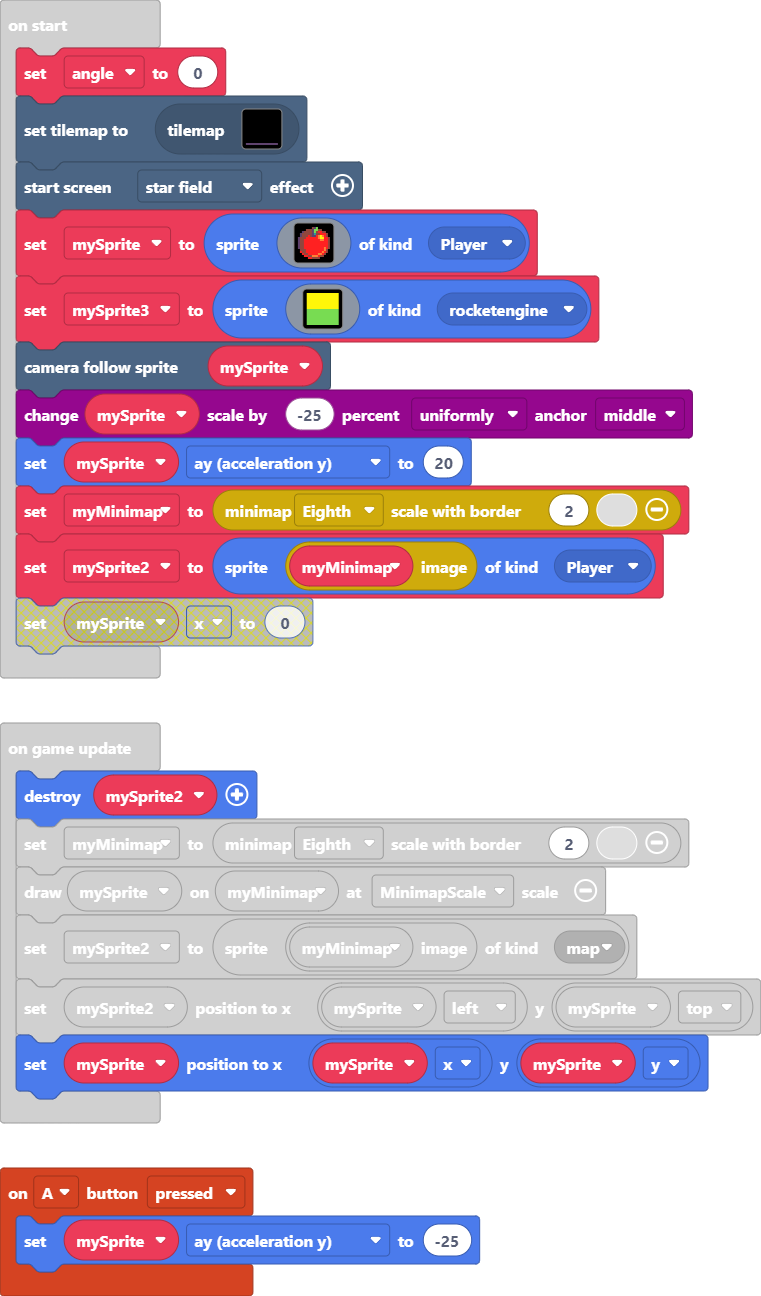 on start
set angle to 0
set tilemap to tilemap
start screen star field effect
set mySprite to sprite of kind Player
set mySprite3 to sprite of kind rocketengine
camera follow sprite mySprite
change mySprite scale by -25 percent uniformly anchor middle
set mySprite ay (acceleration y) to 20
set myMinimap to minimap Eighth scale with border 2
set mySprite2 to sprite myMinimap image of kind Player
set mySprite x to 0
on game update
destroy mySprite2
set myMinimap to minimap Eighth scale with border 2
draw mySprite on myMinimap at MinimapScale scale
set mySprite2 to sprite myMinimap image of kind map
set mySprite2 position to x mySprite left y mySprite top
set mySprite position to x mySprite x y mySprite y
on A button pressed
set mySprite ay (acceleration y) to -25